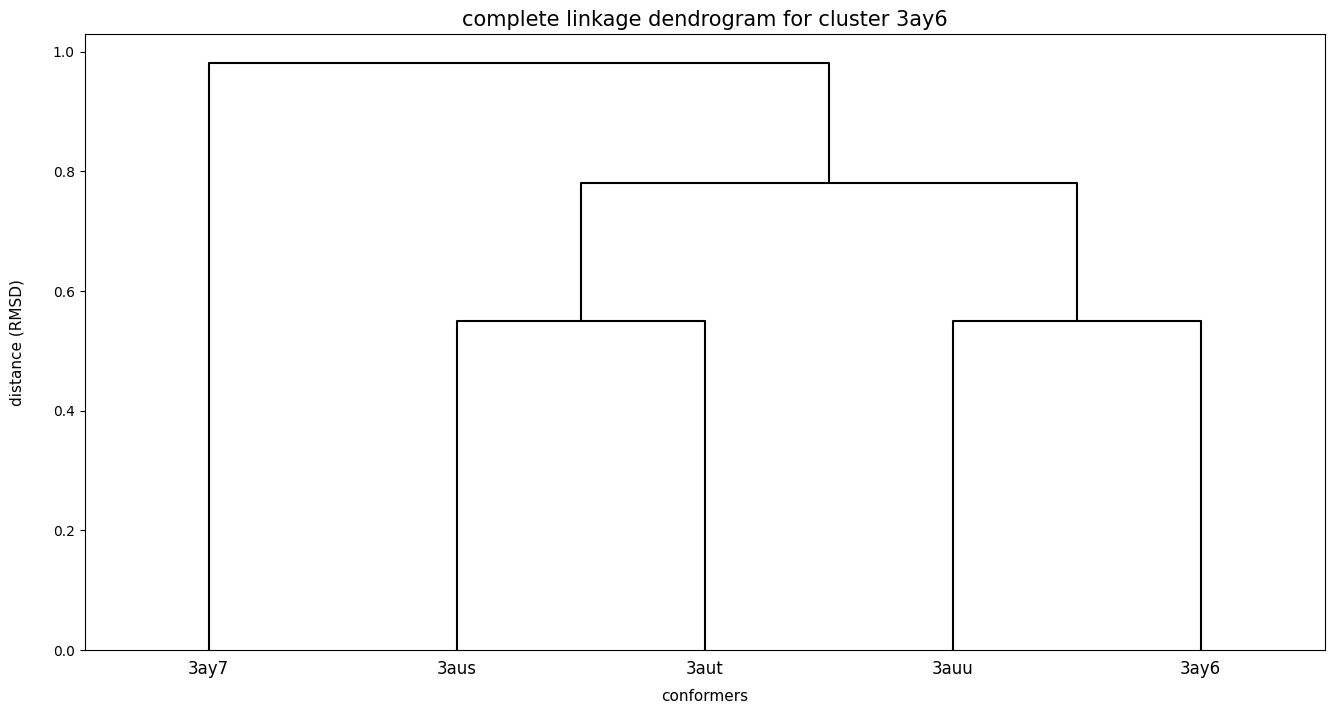 complete linkage dendrogram for cluster 3ay6
1.0
0.8
0.6
0.4
0.2
0.0
distance (RMSD)
3ay7 3aus 3aut 3auu 3ay6
conformers